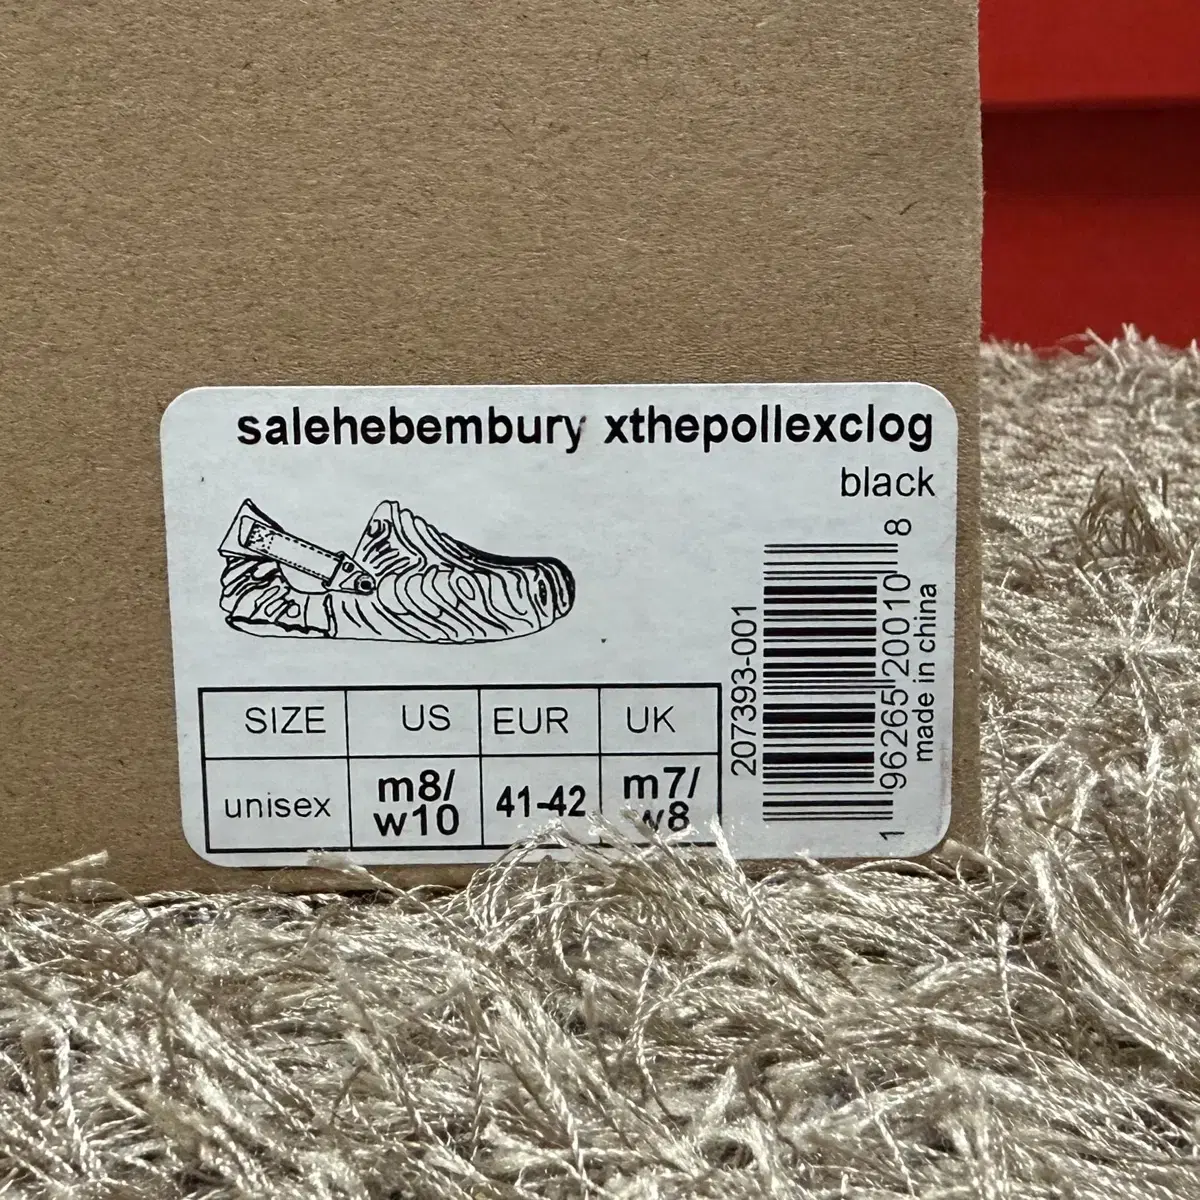 salehebembury xthepollexclog
black
SIZE US EUR UK
unisex m8/ w10 41-42 m7/ w8
207393-001
1 96265 20010 8
made in china